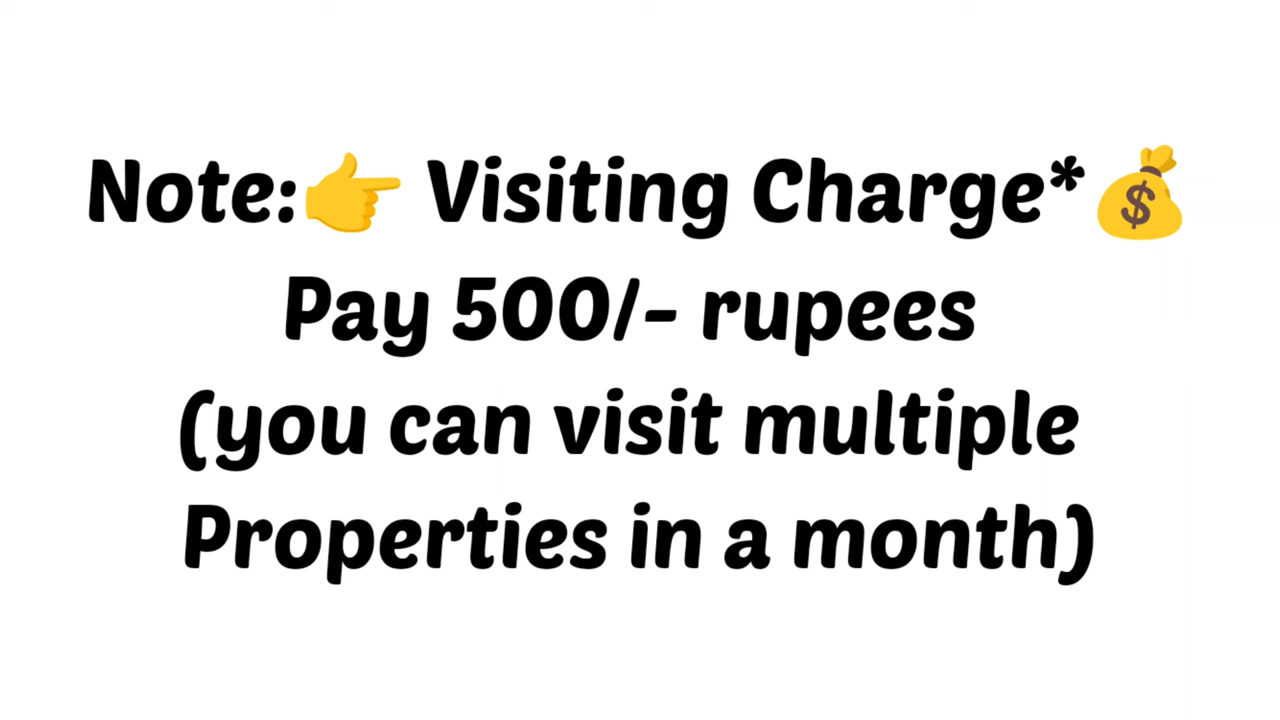 Note:👉 Visiting Charge*💰
Pay 500/- rupees
(you can visit multiple
Properties in a month)